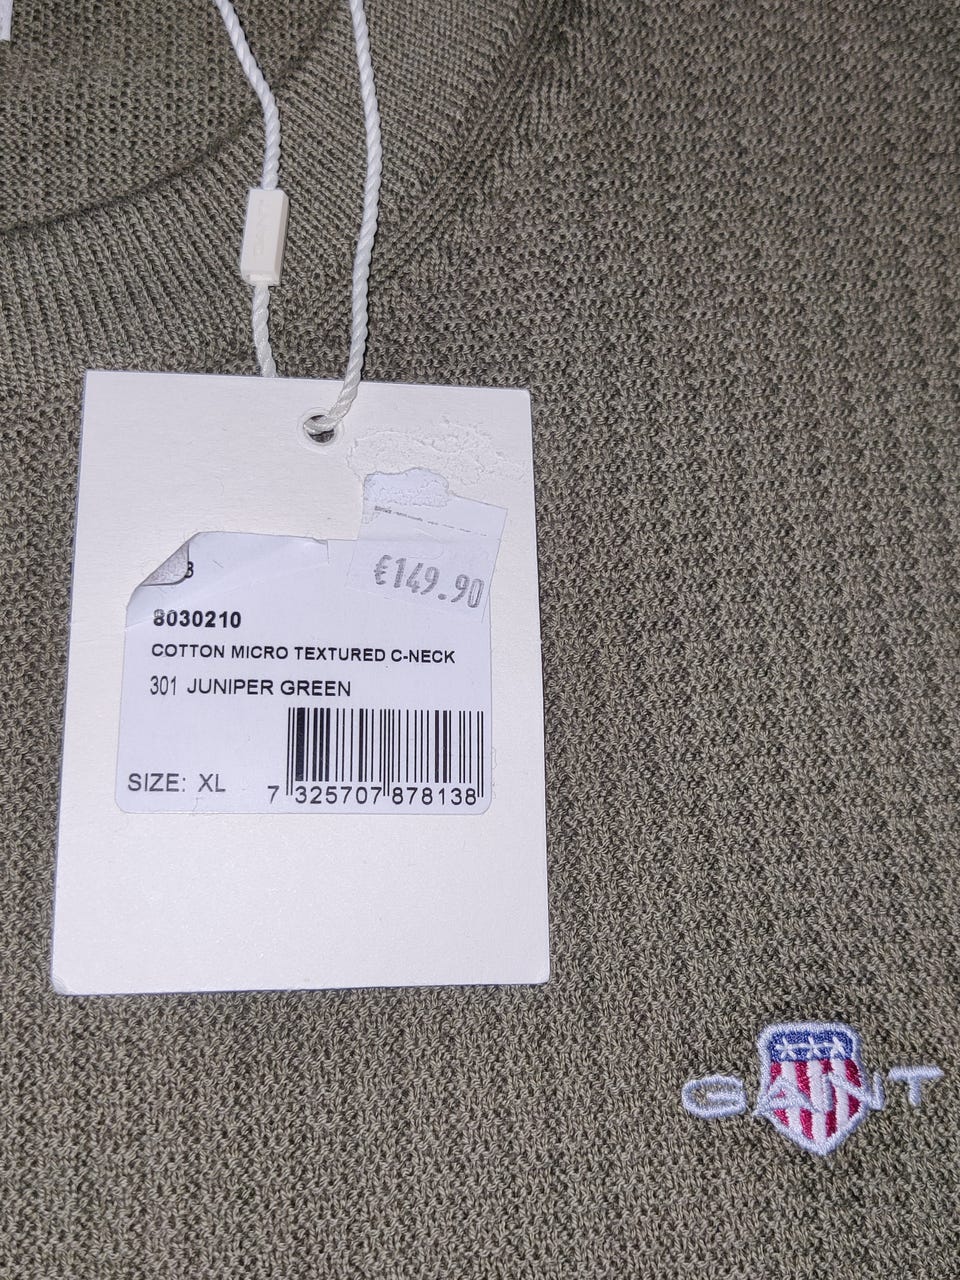 €149.90
8030210
COTTON MICRO TEXTURED C-NECK
301 JUNIPER GREEN
SIZE: XL
7 325707 878138
GANT